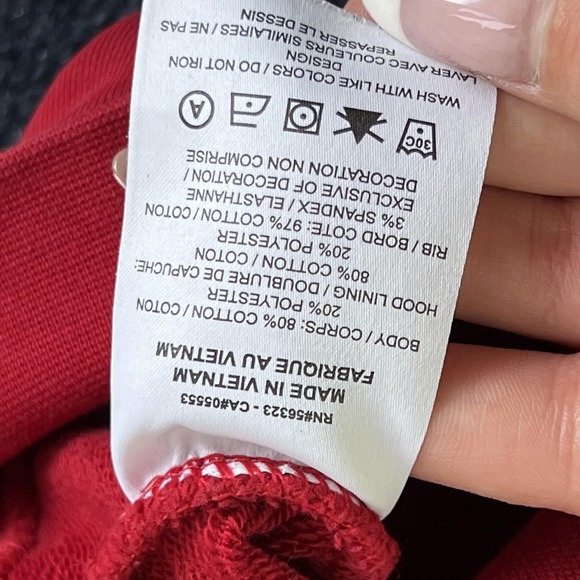 RN#56323 - CA#05553
MADE IN VIETNAM
FABRIQUE AU VIETNAM
BODY / CORPS: 80% COTTON / COTON
20% POLYESTER
HOOD LINING / DOUBLURE DE CAPUCHE:
80% COTTON / COTON
20% POLYESTER
RIB / BORD COTE: 97% COTTON / COTON
3% SPANDEX / ELASTHANNE
EXCLUSIVE OF DECORATION /
DECORATION NON COMPRISE
30C
A
WASH WITH LIKE COLORS / DO NOT IRON
DESIGN
LAVER AVEC COULEURS SIMILAIRES / NE PAS
REPASSER LE DESSIN